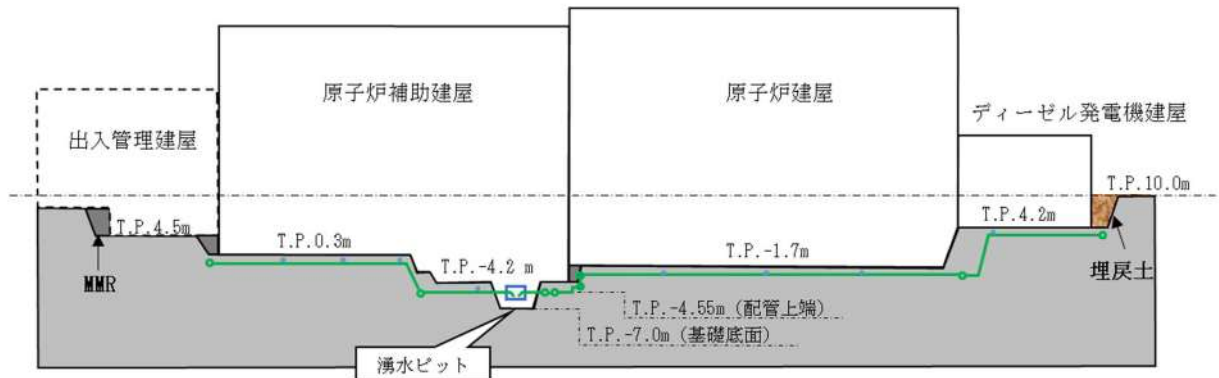 原子炉補助建屋
原子炉建屋
出入管理建屋
ディーゼル発電機建屋
T.P.10.0m
T.P.4.5m
T.P.4.2m
T.P.0.3m
T.P.-4.2 m
T.P.-1.7m
MMR
埋戻土
T.P.-4.55m (配管上端)
T.P.-7.0m (基礎底面)
湧水ピット